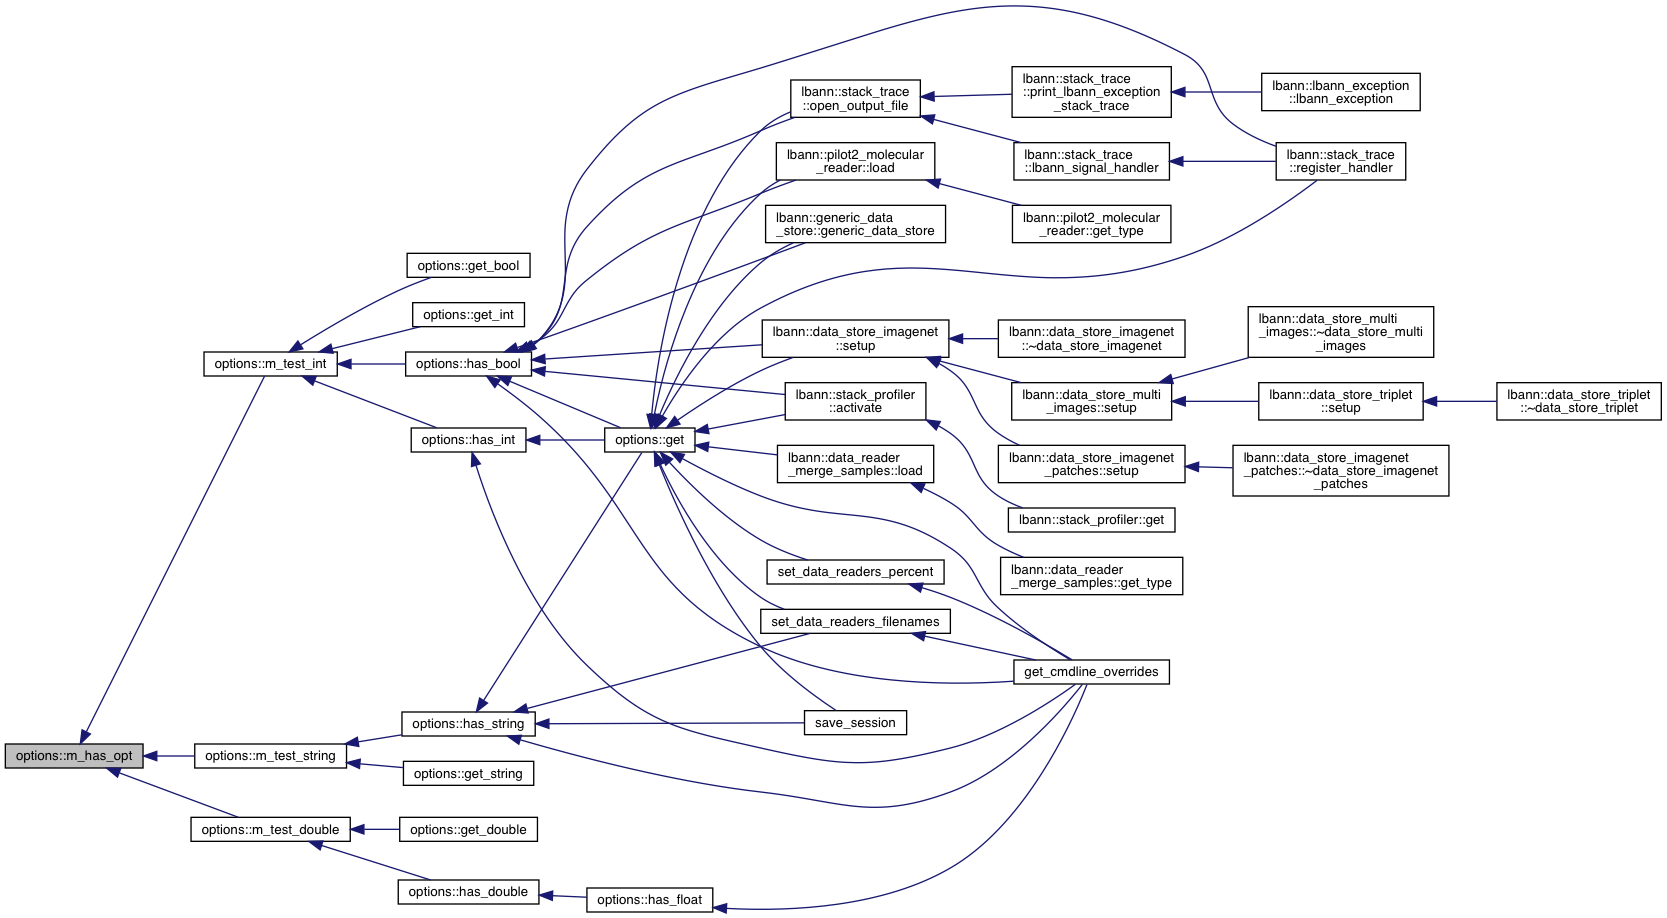 options::m_has_opt
options::m_test_int
options::get_bool
options::get_int
options::has_bool
lbann::stack_trace
::open_output_file
lbann::stack_trace
::print_lbann_exception
_stack_trace
lbann::lbann_exception
::lbann_exception
lbann::stack_trace
::lbann_signal_handler
lbann::stack_trace
::register_handler
lbann::pilot2_molecular
_reader::load
lbann::pilot2_molecular
_reader::get_type
lbann::generic_data
_store::generic_data_store
lbann::data_store_imagenet
::setup
lbann::data_store_imagenet
::~data_store_imagenet
lbann::data_store_multi
_images::setup
lbann::data_store_multi
_images::~data_store_multi
_images
lbann::data_store_triplet
::setup
lbann::data_store_triplet
::~data_store_triplet
lbann::data_store_imagenet
_patches::setup
lbann::data_store_imagenet
_patches::~data_store_imagenet
_patches
lbann::stack_profiler
::activate
lbann::stack_profiler::get
options::has_int
options::get
lbann::data_reader
_merge_samples::load
lbann::data_reader
_merge_samples::get_type
set_data_readers_percent
set_data_readers_filenames
get_cmdline_overrides
save_session
options::m_test_string
options::has_string
options::get_string
options::m_test_double
options::get_double
options::has_double
options::has_float